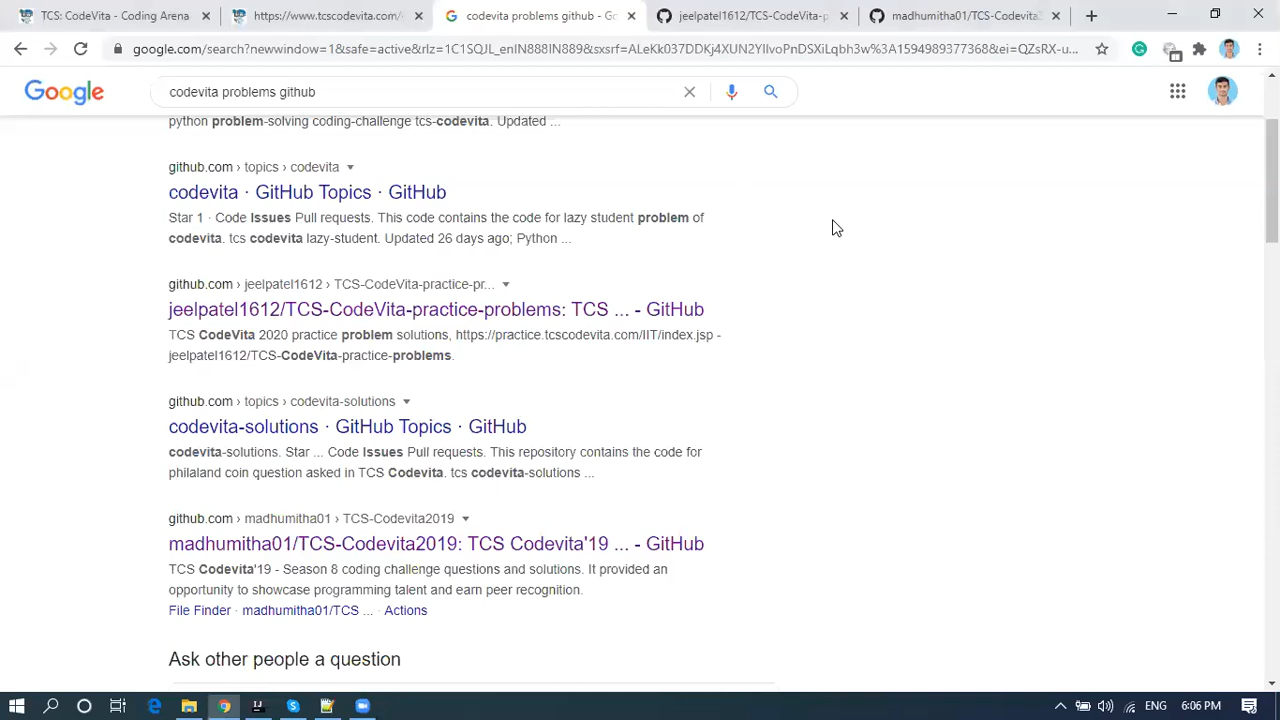 TCS: CodeVita - Coding Arena
https://www.tcscodevita.com/
codevita problems github - Go
jeelpatel1612/TCS-CodeVita-p
madhumitha01/TCS-Codevita2
google.com/search?newwindow=1&safe=active&rlz=1C1SQJL_enIN888IN889&sxsrf=ALeKk037DDKj4XUN2YIlvoPnDSXiLqbh3w%3A1594989377368&ei=QZsRX-u...
Google
codevita problems github
python problem-solving coding-challenge tcs-codevita. Updated ...
github.com › topics › codevita
codevita · GitHub Topics · GitHub
Star 1 · Code Issues Pull requests. This code contains the code for lazy student problem of
codevita. tcs codevita lazy-student. Updated 26 days ago; Python ...
github.com › jeelpatel1612 › TCS-CodeVita-practice-pr...
jeelpatel1612/TCS-CodeVita-practice-problems: TCS ... - GitHub
TCS CodeVita 2020 practice problem solutions, https://practice.tcscodevita.com/IIT/index.jsp -
jeelpatel1612/TCS-CodeVita-practice-problems.
github.com › topics › codevita-solutions
codevita-solutions · GitHub Topics · GitHub
codevita-solutions. Star ... Code Issues Pull requests. This repository contains the code for
philaland coin question asked in TCS Codevita. tcs codevita-solutions ...
github.com › madhumitha01 › TCS-Codevita2019
madhumitha01/TCS-Codevita2019: TCS Codevita'19 ... - GitHub
TCS Codevita'19 - Season 8 coding challenge questions and solutions. It provided an
opportunity to showcase programming talent and earn peer recognition.
File Finder · madhumitha01/TCS ... · Actions
Ask other people a question
ENG 6:06 PM